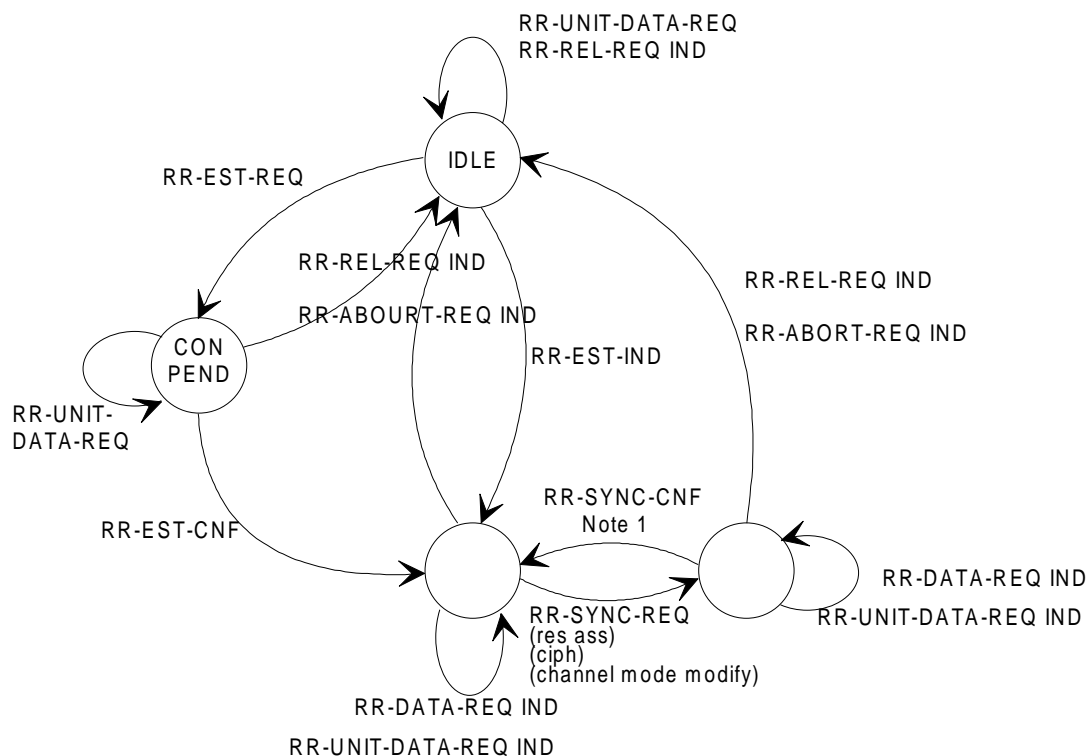 RR-UNIT-DATA-REQ
RR-REL-REQ IND
IDLE
RR-EST-REQ
RR-REL-REQ IND
RR-ABOURT-REQ IND
RR-REL-REQ IND
RR-ABORT-REQ IND
CON
PEND
RR-EST-IND
RR-UNIT-
DATA-REQ
RR-EST-CNF
RR-SYNC-CNF
Note 1
RR-DATA-REQ IND
RR-UNIT-DATA-REQ IND
RR-SYNC-REQ
(res ass)
(ciph)
(channel mode modify)
RR-DATA-REQ IND
RR-UNIT-DATA-REQ IND